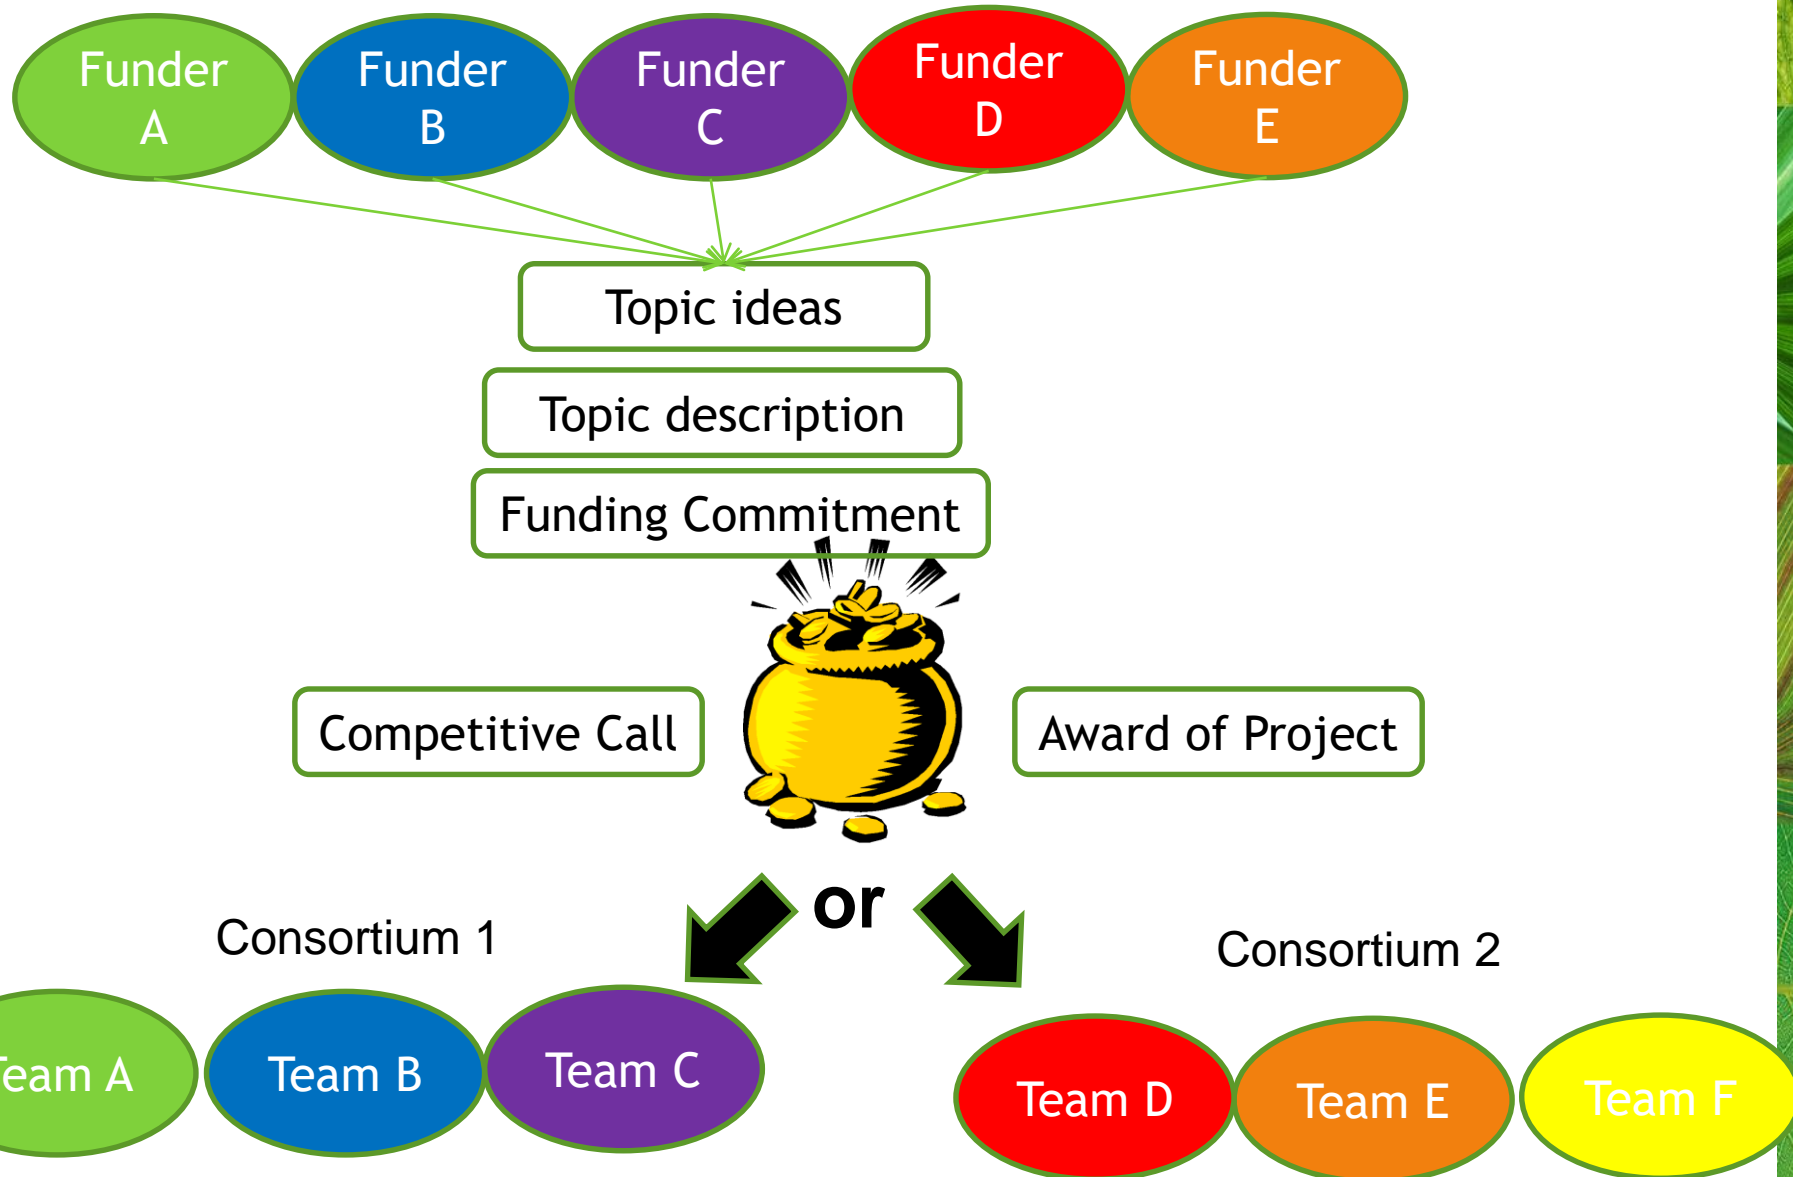 Funder
A
Funder
B
Funder
C
Funder
D
Funder
E
Topic ideas
Topic description
Funding Commitment
Competitive Call
Award of Project
or
Consortium 1
Consortium 2
Team A
Team B
Team C
Team D
Team E
Team F